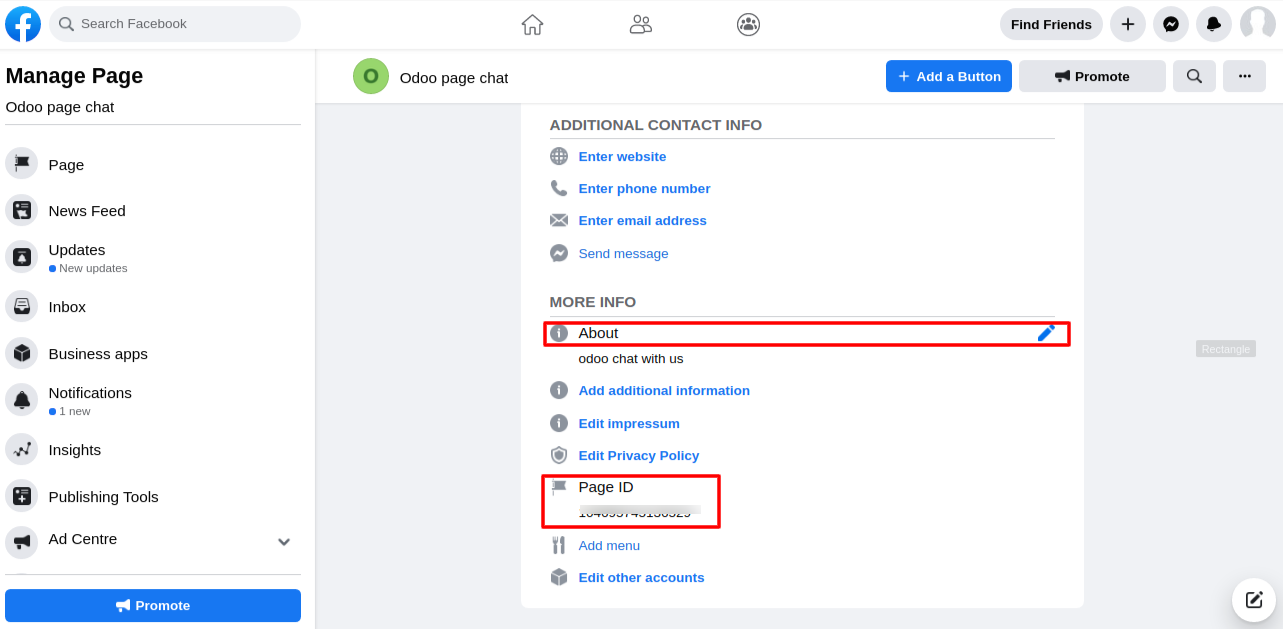 Search Facebook
Find Friends
Manage Page
Odoo page chat
O
Odoo page chat
+ Add a Button
Promote
Page
News Feed
Updates
New updates
Inbox
Business apps
Notifications
1 new
Insights
Publishing Tools
Ad Centre
Promote
ADDITIONAL CONTACT INFO
Enter website
Enter phone number
Enter email address
Send message
MORE INFO
About
odoo chat with us
Add additional information
Edit impressum
Edit Privacy Policy
Page ID
Add menu
Edit other accounts
Rectangle